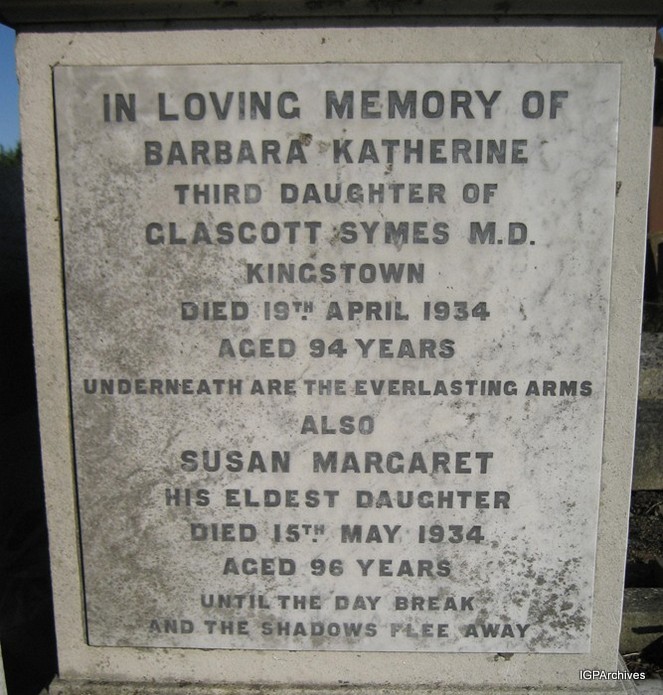 IN LOVING MEMORY OF
BARBARA KATHERINE
THIRD DAUGHTER OF
GLASCOTT SYMES M.D.
KINGSTOWN
DIED 19TH APRIL 1934
AGED 94 YEARS
UNDERNEATH ARE THE EVERLASTING ARMS
ALSO
SUSAN MARGARET
HIS ELDEST DAUGHTER
DIED 15TH MAY 1934
AGED 96 YEARS
UNTIL THE DAY BREAK
AND THE SHADOWS FLEE AWAY
IGPArchives